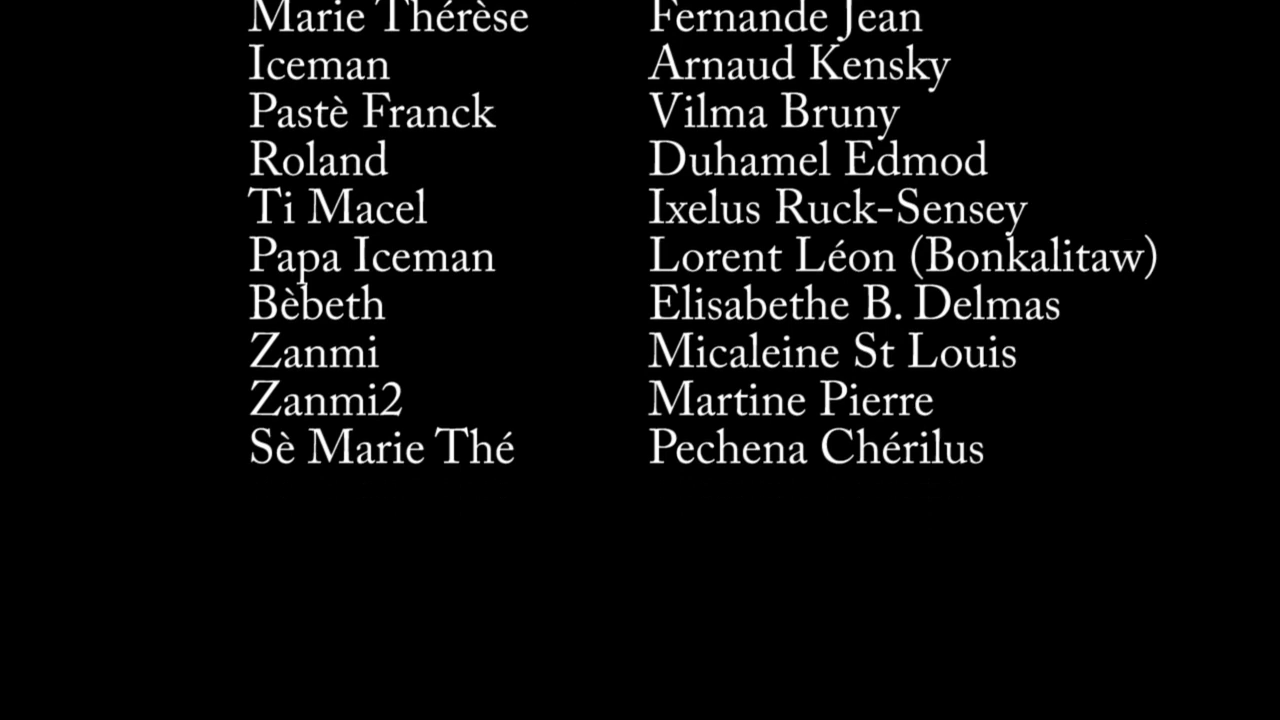 Marie Thérèse Fernande Jean
Iceman Arnaud Kensky
Pastè Franck Vilma Bruny
Roland Duhamel Edmod
Ti Macel Ixelus Ruck-Sensey
Papa Iceman Lorent Léon (Bonkalitaw)
Bèbeth Elisabethe B. Delmas
Zanmi Micaleine St Louis
Zanmi2 Martine Pierre
Sè Marie Thé Pechena Chérilus